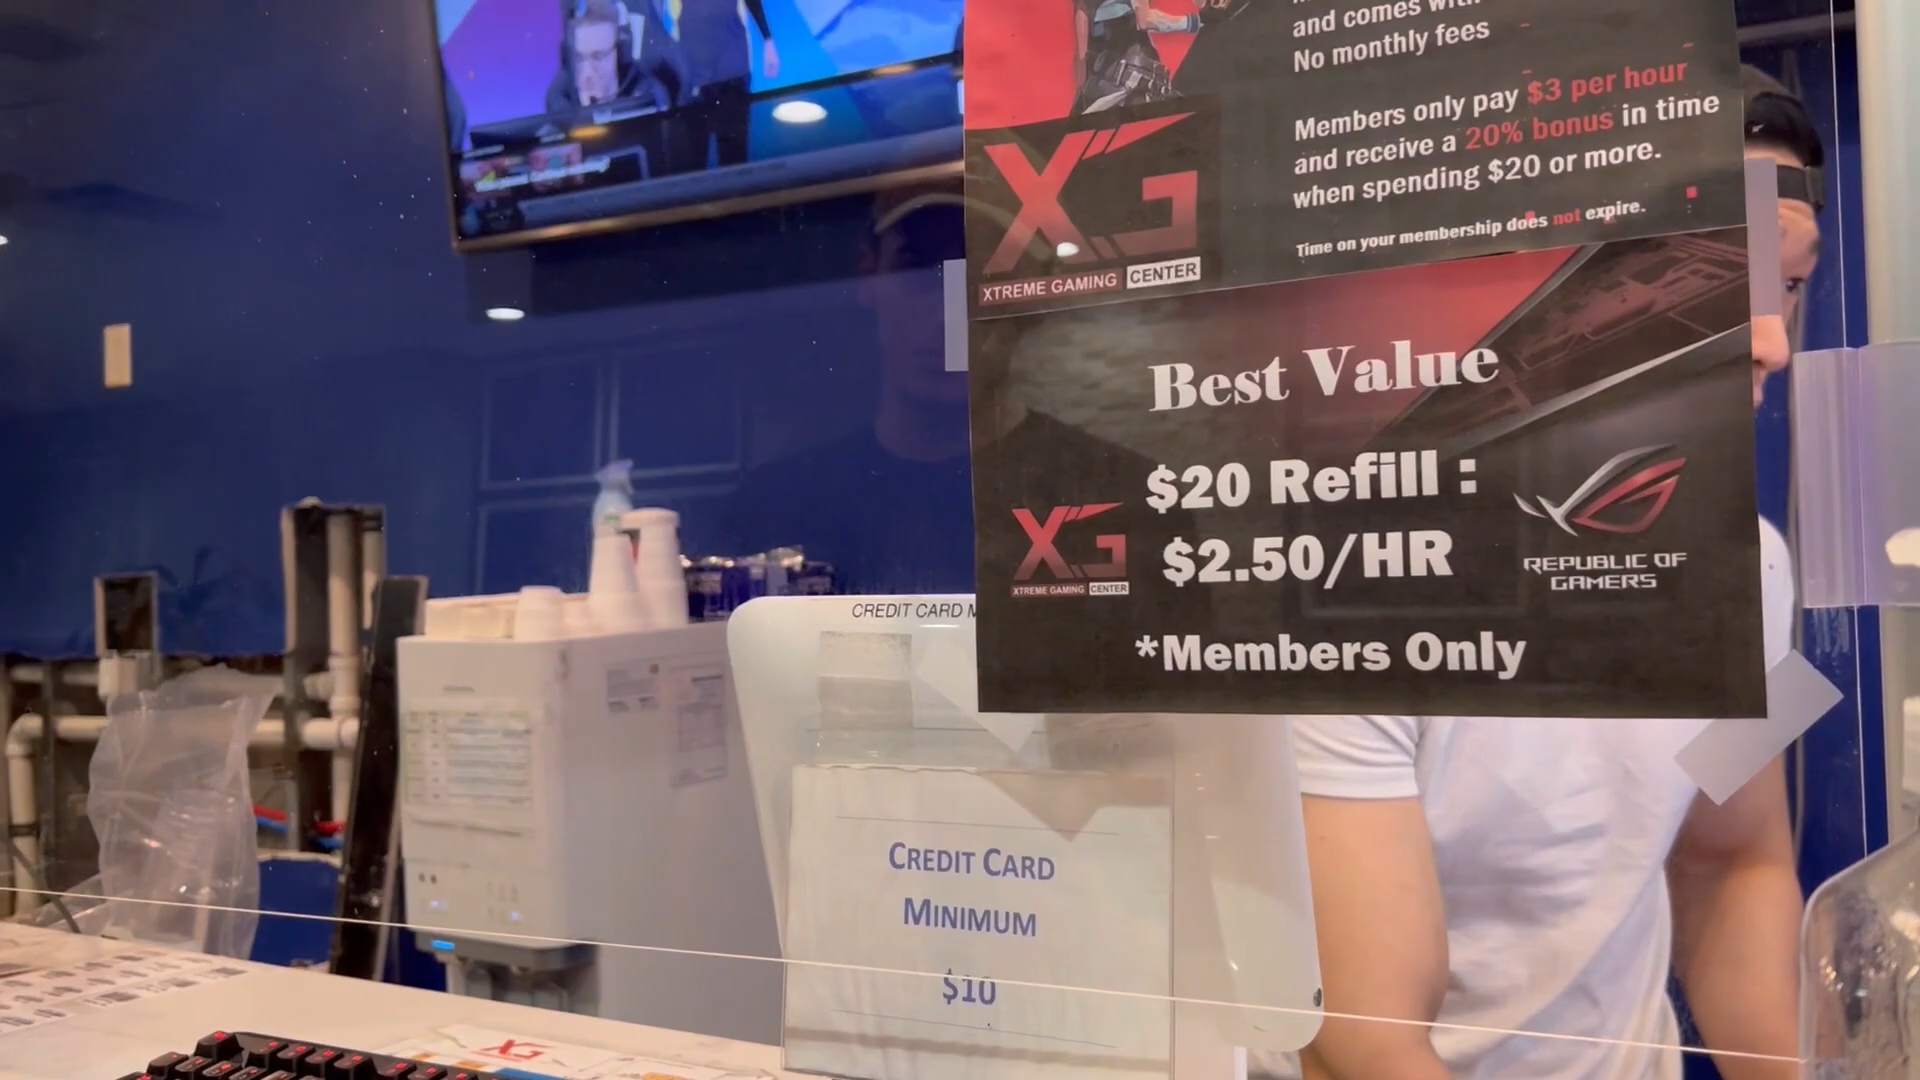 and comes
No monthly fees
Members only pay $3 per hour
and receive a 20% bonus in time
when spending $20 or more.
Time on your membership does not expire.
XG
XTREME GAMING CENTER
Best Value
$20 Refill :
$2.50/HR
*Members Only
XG
XTREME GAMING CENTER
REPUBLIC OF
GAMERS
CREDIT CARD
CREDIT CARD
MINIMUM
$10
XG